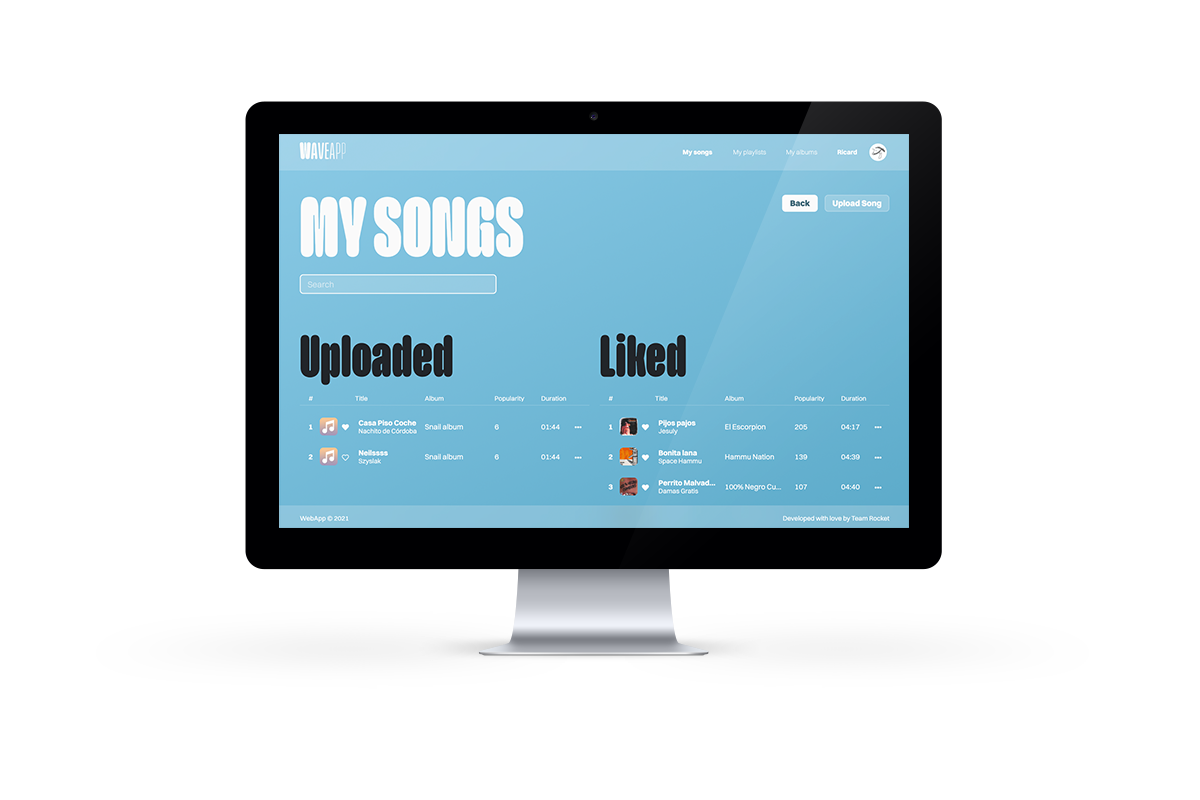 WAVEAPP
My songs My playlists My albums Ricard
MY SONGS
Back Upload Song
Search
Uploaded
# Title Album Popularity Duration
1 Casa Piso Coche Snail album 6 01:44 •••
Nachito de Córdoba
2 Nelissss Snail album 6 01:44 •••
Szyslak
Liked
# Title Album Popularity Duration
1 Pijos pajos El Escorpion 205 04:17 •••
Jesuly
2 Bonita lana Hammu Nation 139 04:39 •••
Space Hammu
3 Perrito Malvad... 100% Negro Cu... 107 04:40 •••
Damas Gratis
WebApp © 2021
Developed with love by Team Rocket